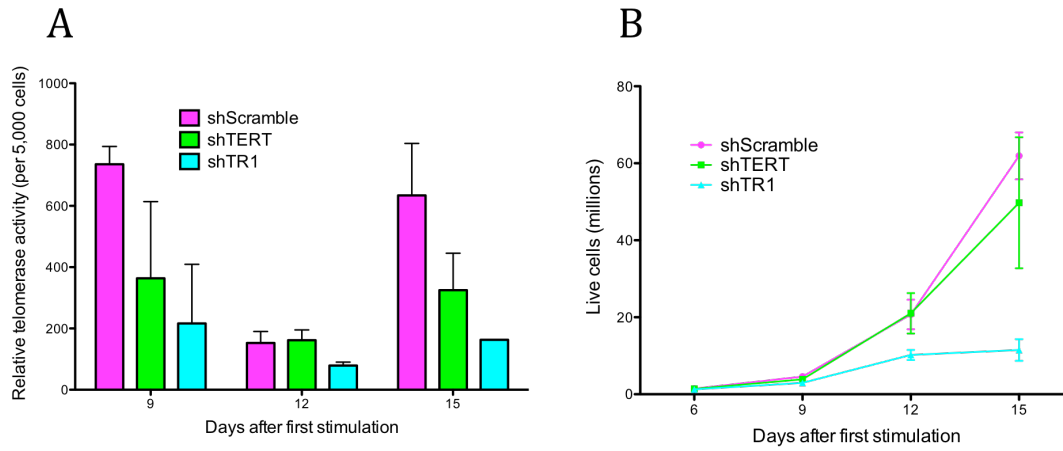 A
Relative telomerase activity (per 5,000 cells)
1000
800
600
400
200
0
shScramble
shTERT
shTR1
9
12
15
Days after first stimulation
B
Live cells (millions)
80
60
40
20
0
shScramble
shTERT
shTR1
6
9
12
15
Days after first stimulation